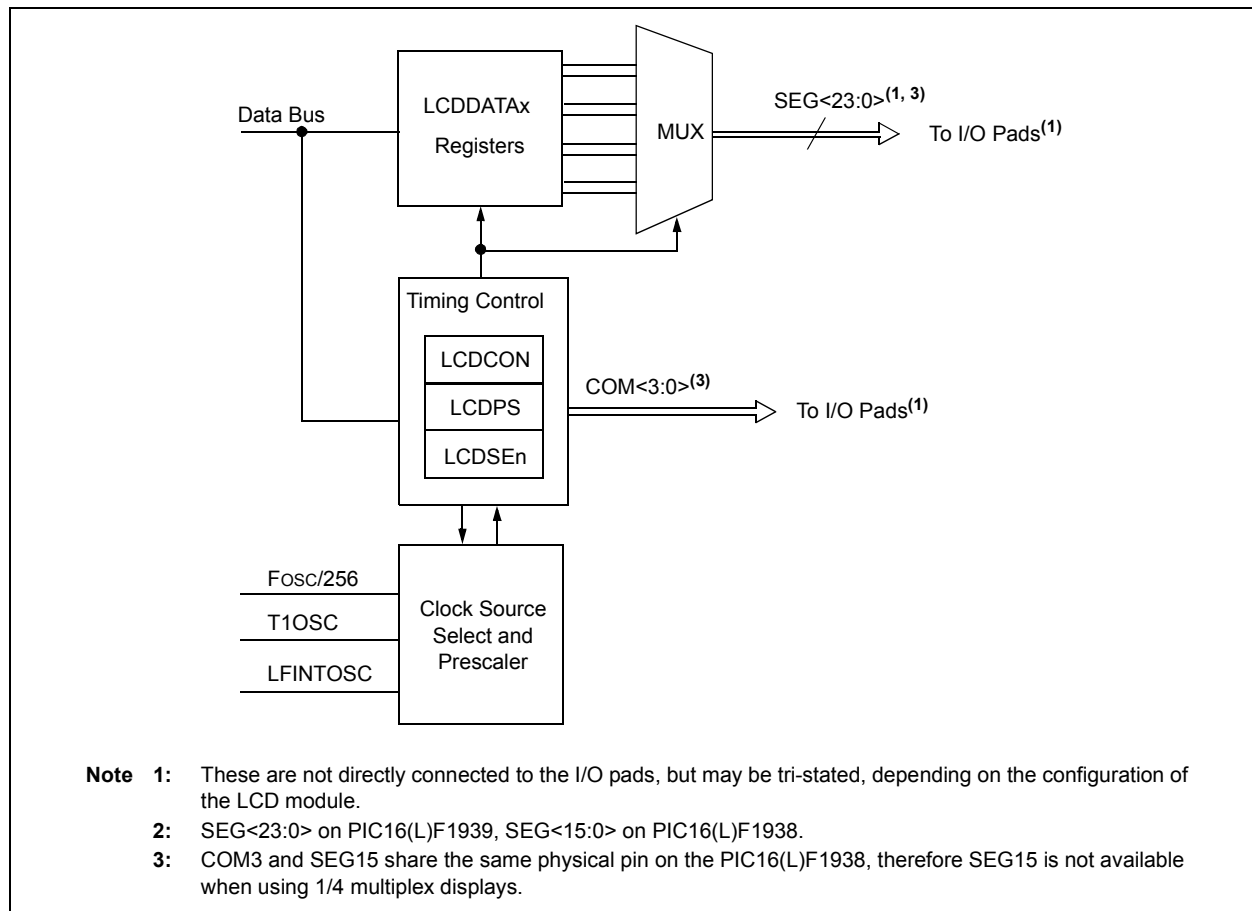 Data Bus
LCDDATAx
Registers
MUX
SEG<23:0>(1, 3)
To I/O Pads(1)
Timing Control
LCDCON
LCDPS
LCDSEn
COM<3:0>(3)
To I/O Pads(1)
FOSC/256
T1OSC
LFINTOSC
Clock Source
Select and
Prescaler
Note 1: These are not directly connected to the I/O pads, but may be tri-stated, depending on the configuration of
the LCD module.
2: SEG<23:0> on PIC16(L)F1939, SEG<15:0> on PIC16(L)F1938.
3: COM3 and SEG15 share the same physical pin on the PIC16(L)F1938, therefore SEG15 is not available
when using 1/4 multiplex displays.